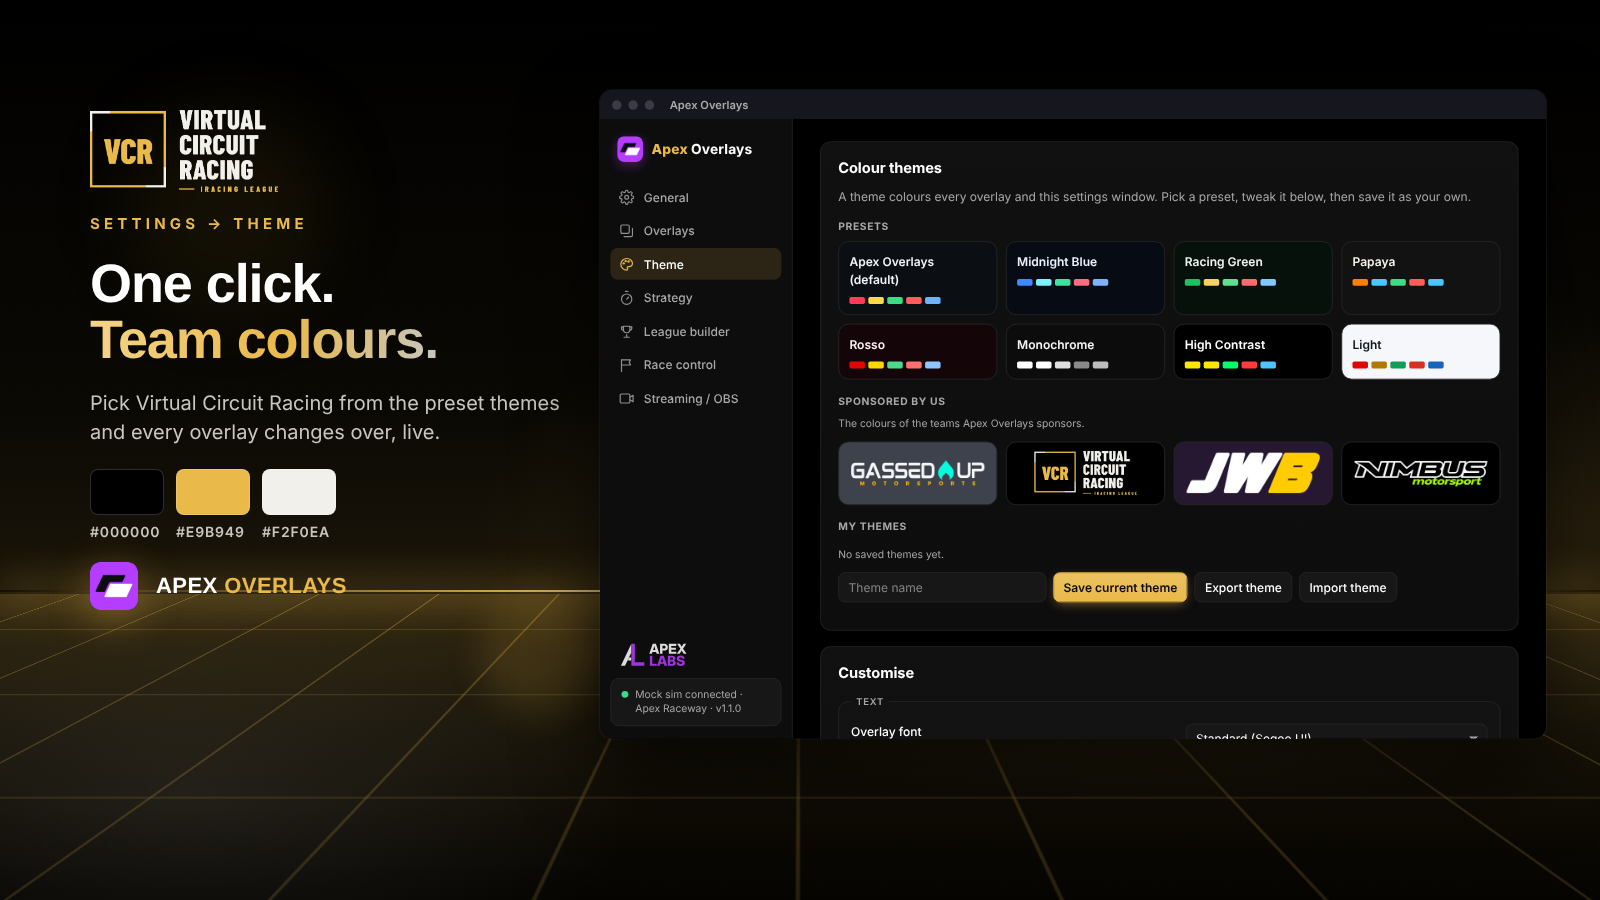 VCR
VIRTUAL
CIRCUIT
RACING
IRACING LEAGUE
SETTINGS → THEME
One click.
Team colours.
Pick Virtual Circuit Racing from the preset themes
and every overlay changes over, live.
#000000 #E9B949 #F2F0EA
APEX OVERLAYS
Apex Overlays
Apex Overlays
General
Overlays
Theme
Strategy
League builder
Race control
Streaming / OBS
APEX
LABS
Mock sim connected ·
Apex Raceway · v1.1.0
Colour themes
A theme colours every overlay and this settings window. Pick a preset, tweak it below, then save it as your own.
PRESETS
Apex Overlays
(default)
Midnight Blue
Racing Green
Papaya
Rosso
Monochrome
High Contrast
Light
SPONSORED BY US
The colours of the teams Apex Overlays sponsors.
GASSED UP
MOTORSPORTS
VCR
VIRTUAL
CIRCUIT
RACING
IRACING LEAGUE
JWB
NIMBUS
motorsport
MY THEMES
No saved themes yet.
Theme name
Save current theme
Export theme
Import theme
Customise
TEXT
Overlay font
Standard (Segoe UI)